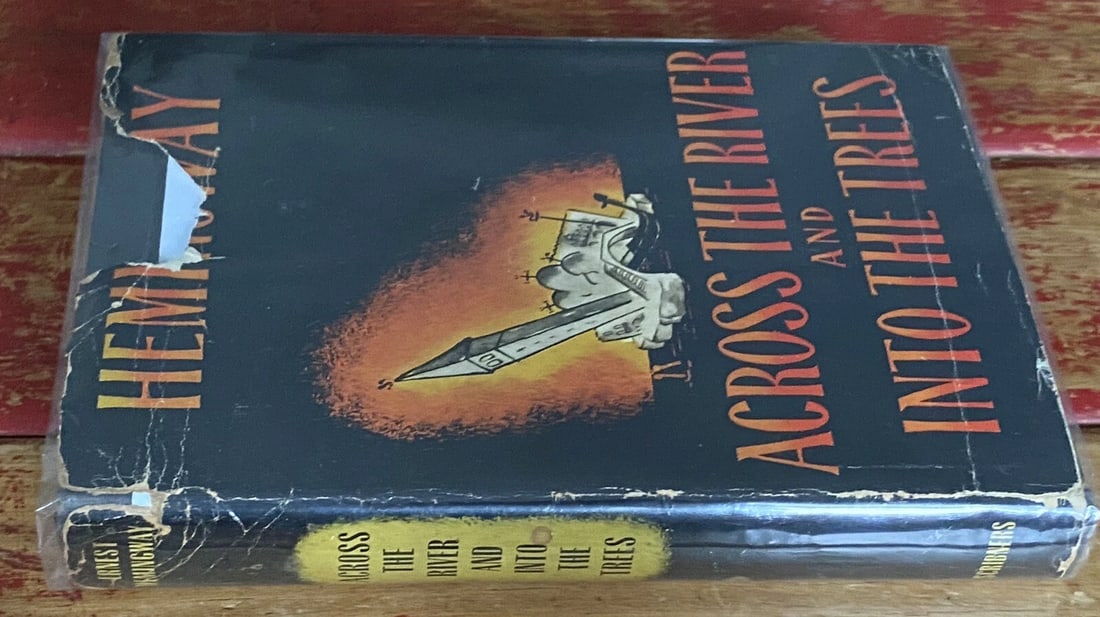 HEMINGWAY
ACROSS THE RIVER
AND
INTO THE TREES
ERNEST
HEMINGWAY
ACROSS
THE
RIVER
AND
INTO
THE
TREES
SCRIBNERS